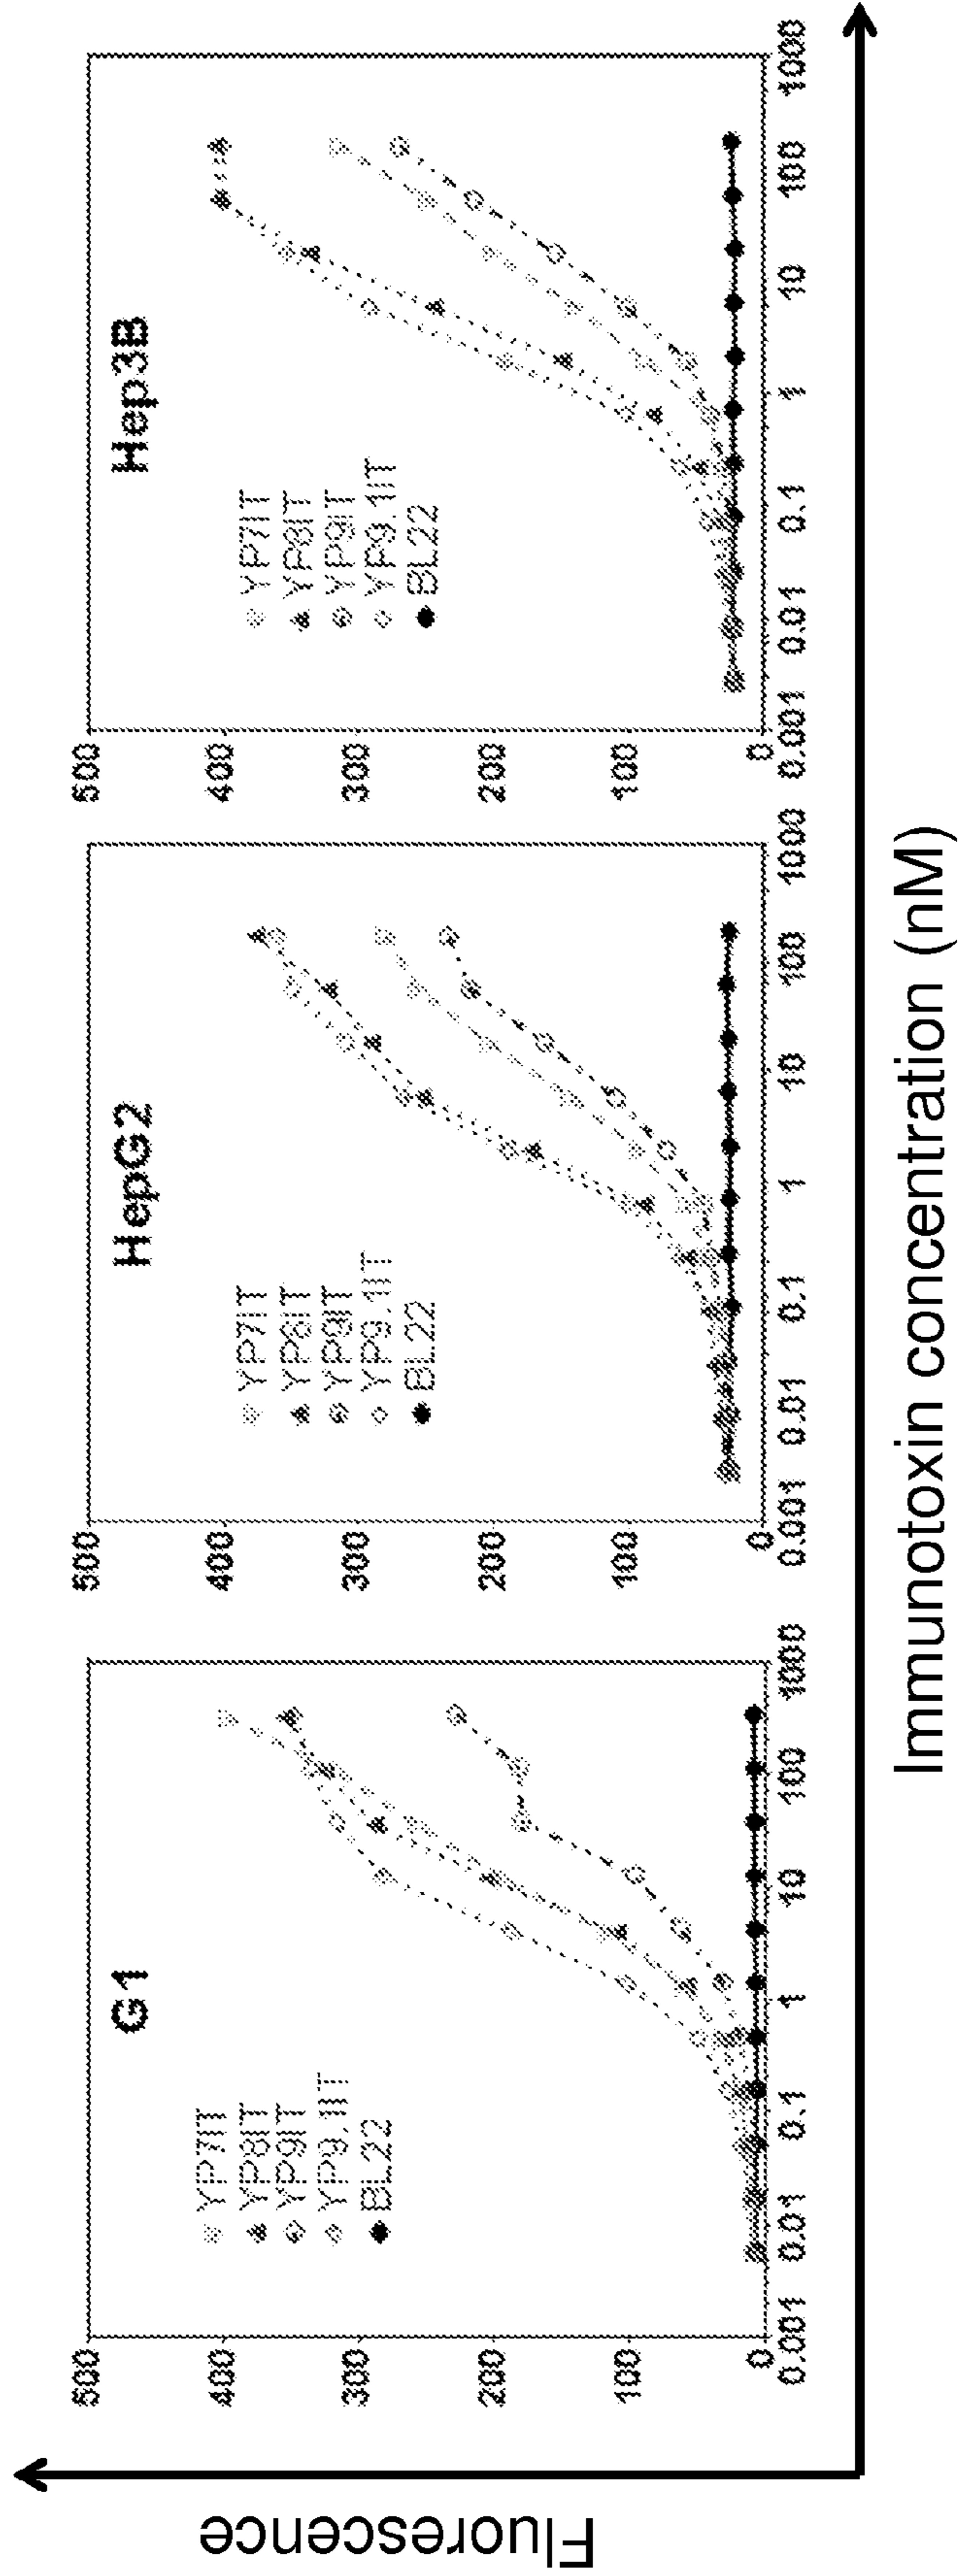 Fluorescence
G1
500
400
300
200
100
0
YP7IT
YP8IT
YP9IT
YP9.1IT
BL22
0.001 0.01 0.1 1 10 100 1000
HepG2
500
400
300
200
100
0
YP7IT
YP8IT
YP9IT
YP9.1IT
BL22
0.001 0.01 0.1 1 10 100 1000
Hep3B
500
400
300
200
100
0
YP7IT
YP8IT
YP9IT
YP9.1IT
BL22
0.001 0.01 0.1 1 10 100 1000
Immunotoxin concentration (nM)